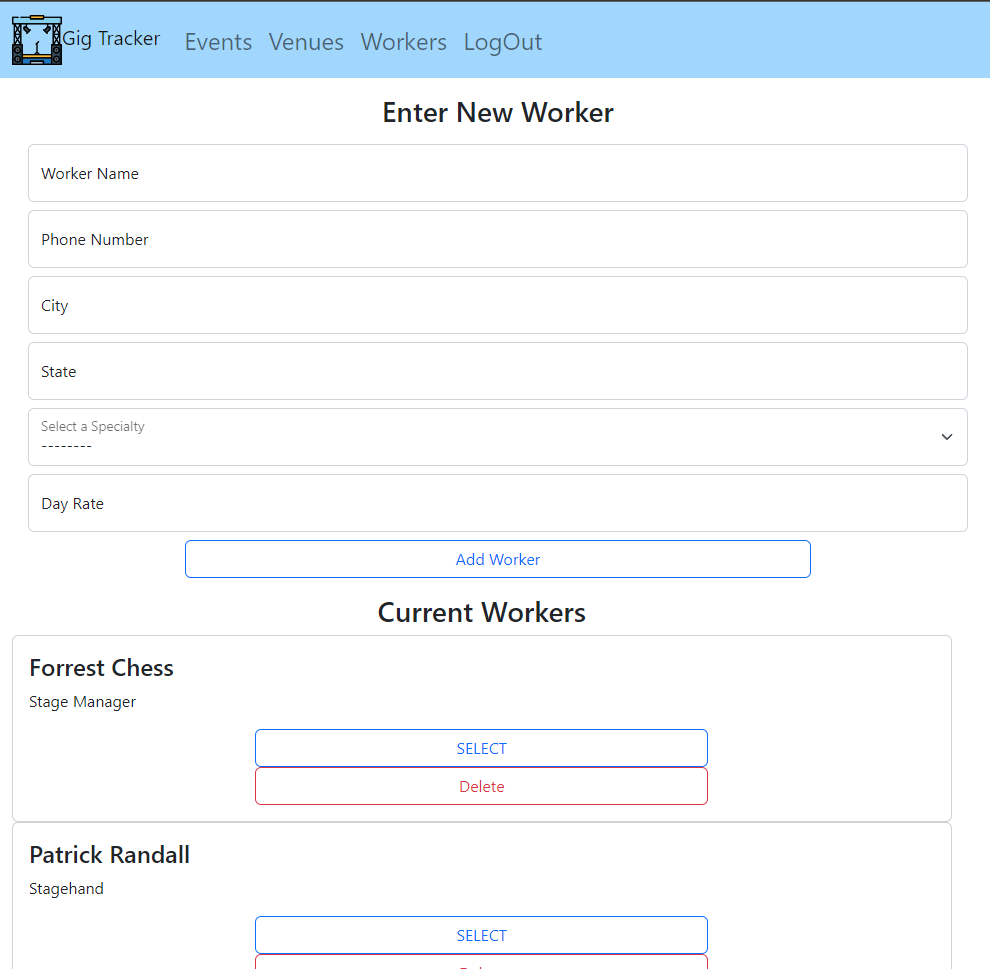 Gig Tracker Events Venues Workers LogOut
Enter New Worker
Worker Name
Phone Number
City
State
Select a Specialty
--------
Day Rate
Add Worker
Current Workers
Forrest Chess
Stage Manager
SELECT
Delete
Patrick Randall
Stagehand
SELECT